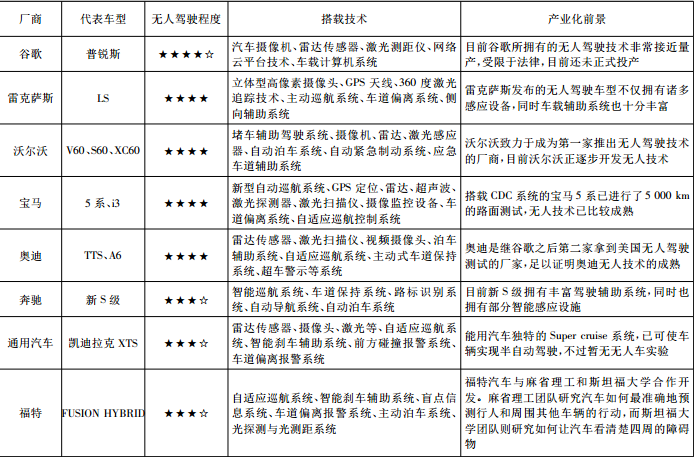 厂商 代表车型 无人驾驶程度 搭载技术 产业化前景
谷歌 普锐斯 ★★★★☆
汽车摄像机、雷达传感器、激光测距仪、网络
云平台技术、车载计算机系统
目前谷歌所拥有的无人驾驶技术非常接近量
产,受限于法律,目前还未正式投产
雷克萨斯 LS ★★★★
立体型高像素摄像头、GPS 天线、360 度激光
追踪技术、主动巡航系统、车道偏离系统、侧
向辅助系统
雷克萨斯发布的无人驾驶车型不仅拥有诸多
感应设备,同时车载辅助系统也十分丰富
沃尔沃 V60、S60、XC60 ★★★★
堵车辅助驾驶系统、摄像机、雷达、激光感应
器、自动泊车系统、自动紧急制动系统、应急
车道辅助系统
沃尔沃致力于成为第一家推出无人驾驶技术
的厂商,目前沃尔沃正逐步开发无人技术
宝马 5 系、i3 ★★★★
新型自动巡航系统、GPS 定位、雷达、超声波、
激光探测器、激光扫描仪、摄像监控设备、车
道偏离系统、自适应巡航控制系统
搭载 CDC 系统的宝马 5 系已进行了 5 000 km
的路面测试,无人技术已比较成熟
奥迪 TTS、A6 ★★★★
雷达传感器、激光扫描仪、视频摄像头、泊车
辅助系统、自适应巡航系统、主动式车道保持
系统、超车警示等系统
奥迪是继谷歌之后第二家拿到美国无人驾驶
测试的厂家,足以证明奥迪无人技术的成熟
奔驰 新 S 级 ★★★☆
智能巡航系统、车道保持系统、路标识别系
统、自动导航系统、自动泊车系统
目前新 S 级拥有丰富驾驶辅助系统,同时也
拥有部分智能感应设施
通用汽车 凯迪拉克 XTS ★★★☆
雷达传感器、摄像头、激光等、自适应巡航系
统、智能刹车辅助系统、前方碰撞报警系统、
车道偏离报警系统
能用汽车独特的 Super cruise 系统,已可使车
辆实现半自动驾驶,不过暂无无人车实验
福特 FUSION HYBRID ★★★☆
自适应巡航系统、智能刹车辅助系统、盲点信
息系统、车道偏离报警系统、主动泊车系统、
光探测与光测距系统
福特汽车与麻省理工和斯坦福大学合作开
发。麻省理工团队研究汽车如何最准确地预
测行人和周围其他车辆的行动,而斯坦福大
学团队则研究如何让汽车看清楚四周的障碍
物